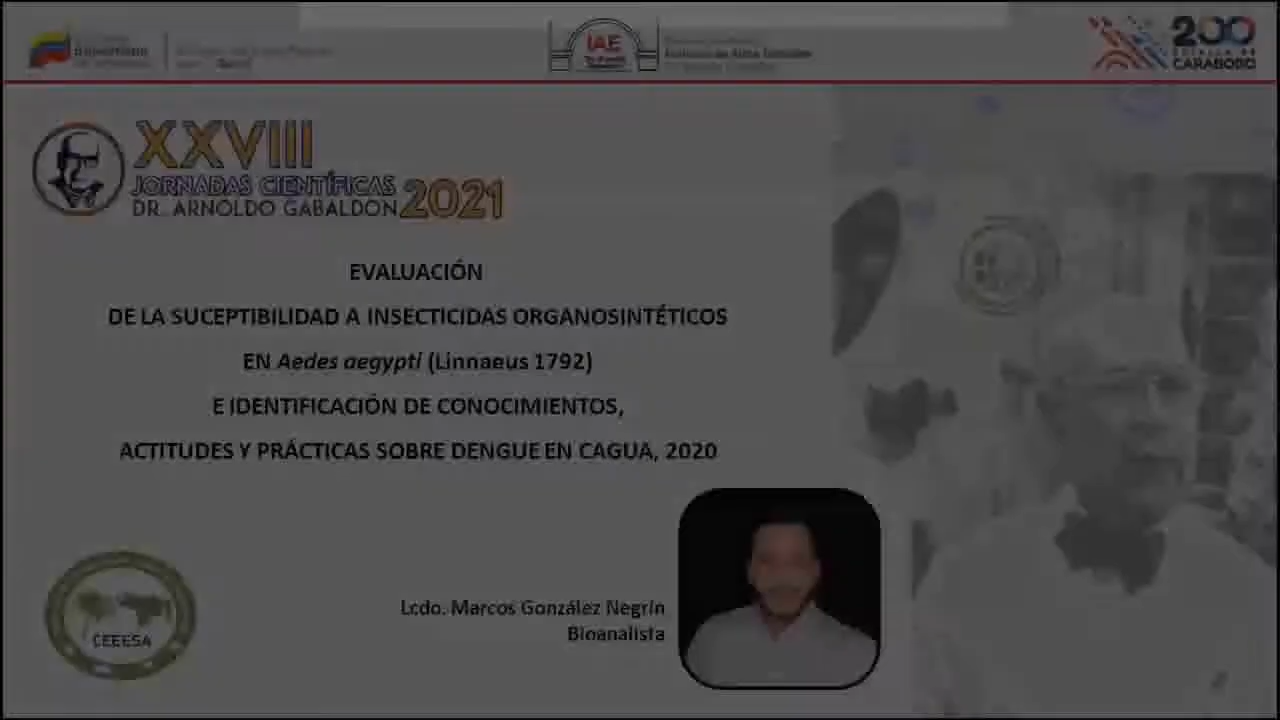 IAE
200
CARABOBO
XXVIII
JORNADAS CIENTÍFICAS
DR. ARNOLDO GABALDON 2021
EVALUACIÓN
DE LA SUCEPTIBILIDAD A INSECTICIDAS ORGANOSINTÉTICOS
EN Aedes aegypti (Linnaeus 1792)
E IDENTIFICACIÓN DE CONOCIMIENTOS,
ACTITUDES Y PRÁCTICAS SOBRE DENGUE EN CAGUA, 2020
CEEESA
Lcdo. Marcos González Negrín
Bioanalista